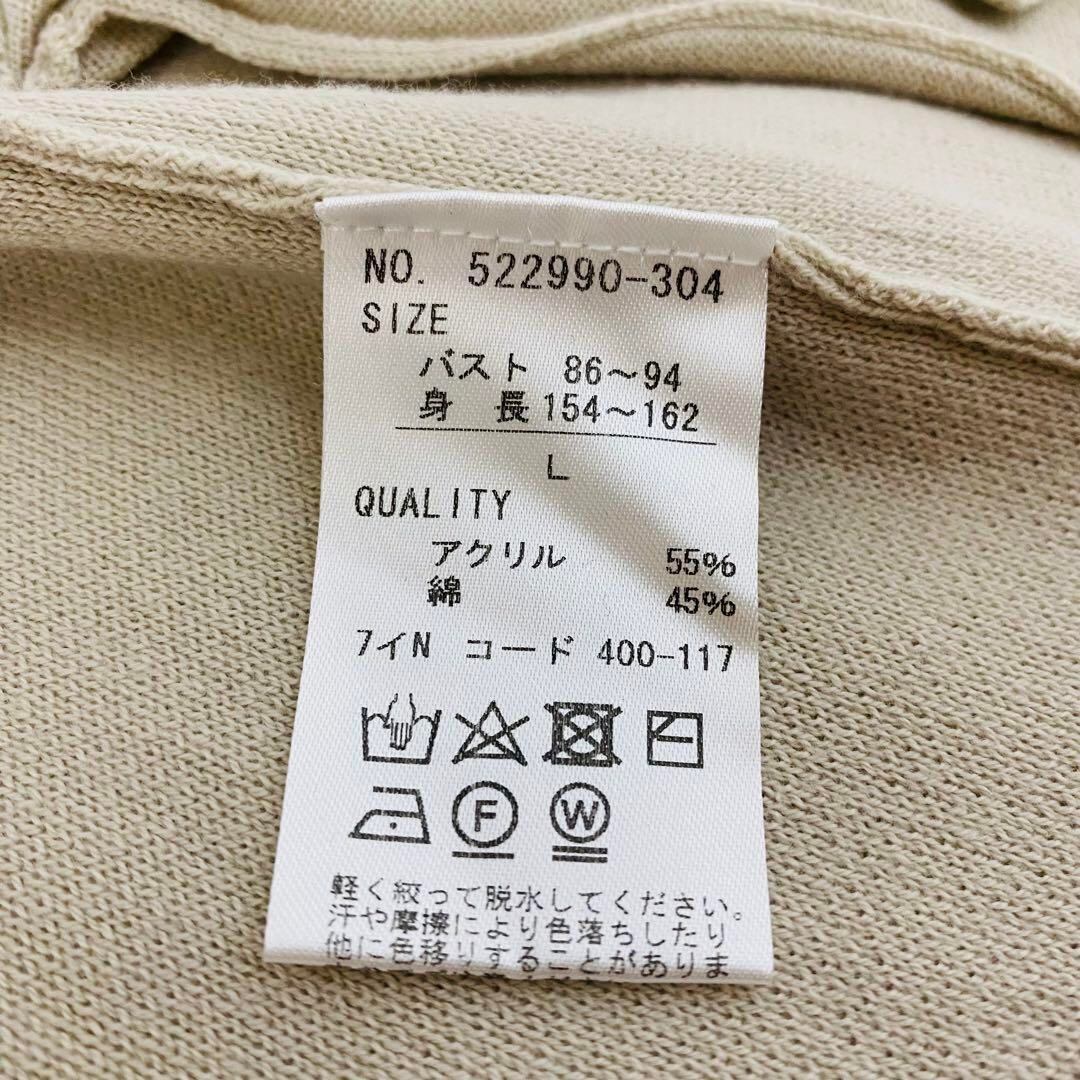 NO. 522990-304
SIZE
バスト 86～94
身 長 154～162
L
QUALITY
アクリル 55%
綿 45%
7イN コード 400-117
F W
軽く絞って脱水してください。
汗や摩擦により色落ちしたり
他に色移りすることがありま